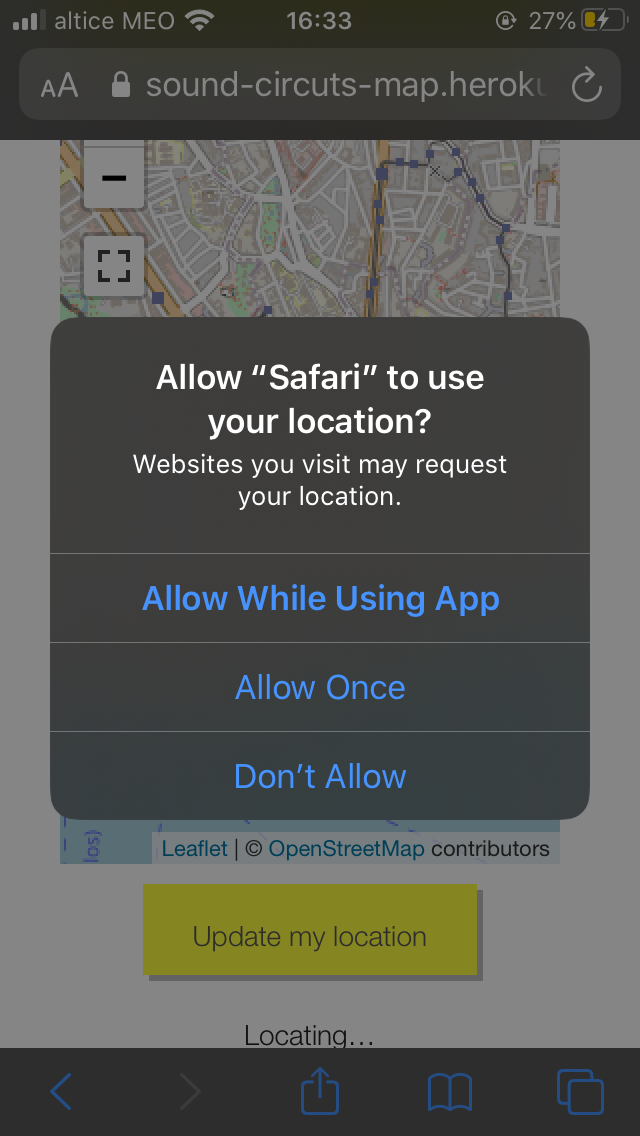 altice MEO 16:33 27%
AA sound-circuts-map.heroku
Allow “Safari” to use
your location?
Websites you visit may request
your location.
Allow While Using App
Allow Once
Don’t Allow
los)
Leaflet | © OpenStreetMap contributors
Update my location
Locating...